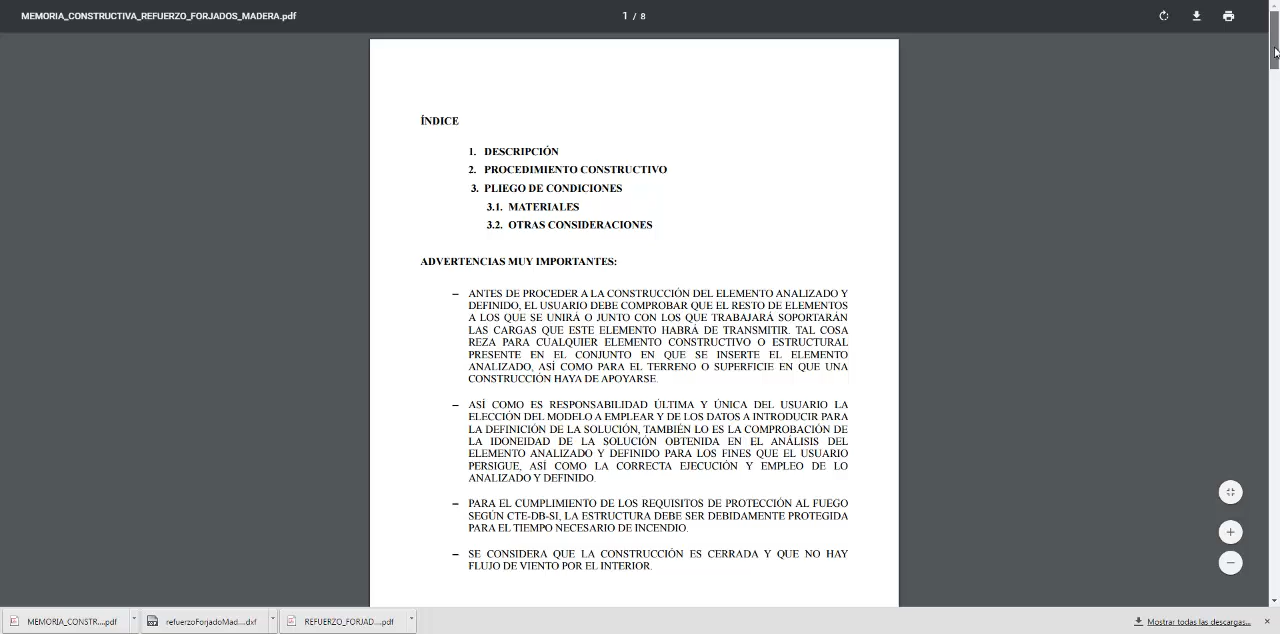 MEMORIA_CONSTRUCTIVA_REFUERZO_FORJADOS_MADERA.pdf
1 / 8
ÍNDICE
1. DESCRIPCIÓN
2. PROCEDIMIENTO CONSTRUCTIVO
3. PLIEGO DE CONDICIONES
3.1. MATERIALES
3.2. OTRAS CONSIDERACIONES
ADVERTENCIAS MUY IMPORTANTES:
– ANTES DE PROCEDER A LA CONSTRUCCIÓN DEL ELEMENTO ANALIZADO Y
DEFINIDO, EL USUARIO DEBE COMPROBAR QUE EL RESTO DE ELEMENTOS
A LOS QUE SE UNIRÁ O JUNTO CON LOS QUE TRABAJARÁ SOPORTARÁN
LAS CARGAS QUE ESTE ELEMENTO HABRÁ DE TRANSMITIR. TAL COSA
REZA PARA CUALQUIER ELEMENTO CONSTRUCTIVO O ESTRUCTURAL
PRESENTE EN EL CONJUNTO EN QUE SE INSERTE EL ELEMENTO
ANALIZADO, ASÍ COMO PARA EL TERRENO O SUPERFICIE EN QUE UNA
CONSTRUCCIÓN HAYA DE APOYARSE.
– ASÍ COMO ES RESPONSABILIDAD ÚLTIMA Y ÚNICA DEL USUARIO LA
ELECCIÓN DEL MODELO A EMPLEAR Y DE LOS DATOS A INTRODUCIR PARA
LA DEFINICIÓN DE LA SOLUCIÓN, TAMBIÉN LO ES LA COMPROBACIÓN DE
LA IDONEIDAD DE LA SOLUCIÓN OBTENIDA EN EL ANÁLISIS DEL
ELEMENTO ANALIZADO Y DEFINIDO PARA LOS FINES QUE EL USUARIO
PERSIGUE, ASÍ COMO LA CORRECTA EJECUCIÓN Y EMPLEO DE LO
ANALIZADO Y DEFINIDO.
– PARA EL CUMPLIMIENTO DE LOS REQUISITOS DE PROTECCIÓN AL FUEGO
SEGÚN CTE-DB-SI, LA ESTRUCTURA DEBE SER DEBIDAMENTE PROTEGIDA
PARA EL TIEMPO NECESARIO DE INCENDIO.
– SE CONSIDERA QUE LA CONSTRUCCIÓN ES CERRADA Y QUE NO HAY
FLUJO DE VIENTO POR EL INTERIOR.
MEMORIA_CONSTR....pdf
refuerzoForjadoMad....dxf
REFUERZO_FORJAD....pdf
Mostrar todas las descargas...